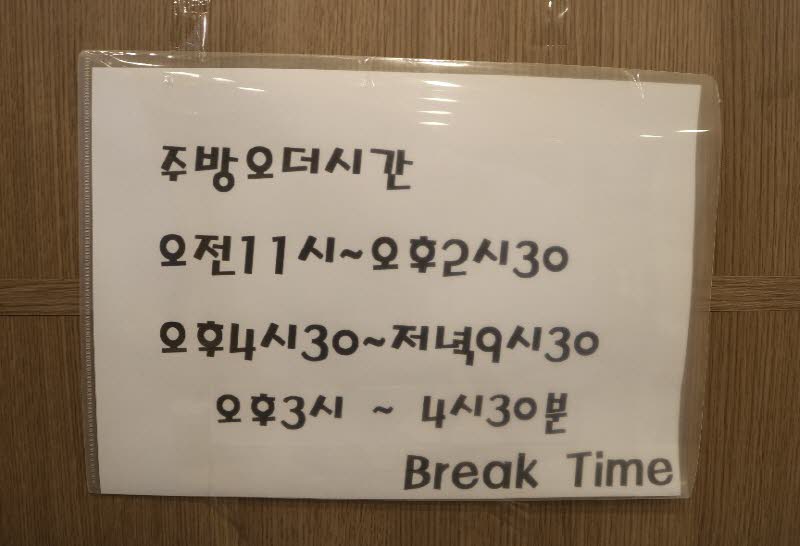 주방오더시간
오전11시~오후2시30
오후4시30~저녁9시30
오후3시 ~ 4시30분
Break Time